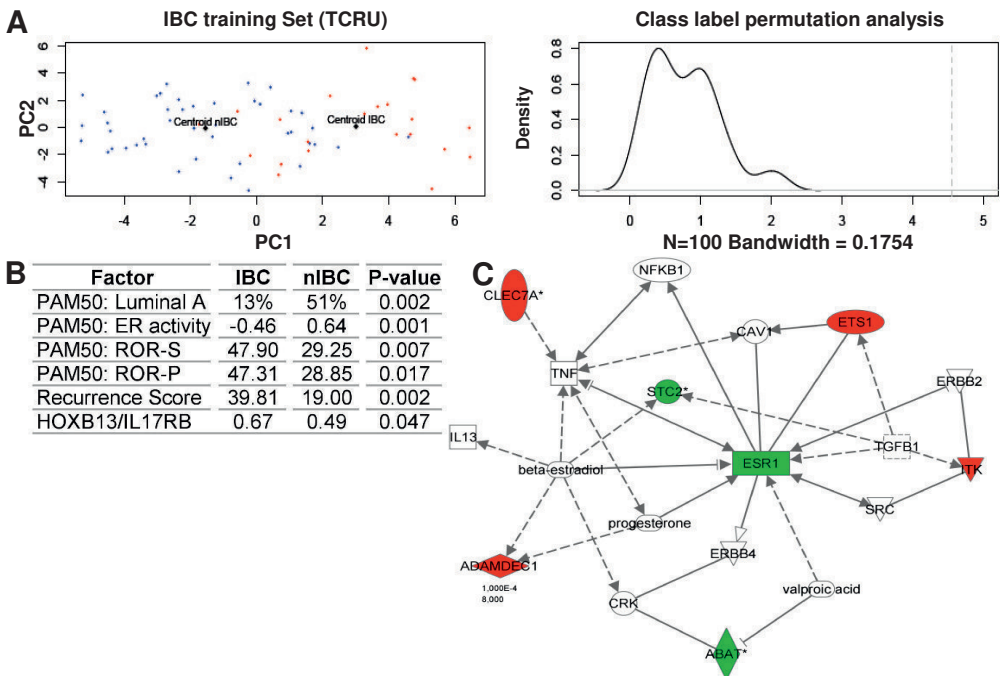 A
IBC training Set (TCRU)
PC2
6
4
2
0
-2
-4
Centroid nIBC
Centroid IBC
-4 -2 0 2 4 6
PC1
Class label permutation analysis
Density
0.8
0.6
0.4
0.2
0.0
0 1 2 3 4 5
N=100 Bandwidth = 0.1754
B
Factor IBC nIBC P-value
PAM50: Luminal A 13% 51% 0.002
PAM50: ER activity -0.46 0.64 0.001
PAM50: ROR-S 47.90 29.25 0.007
PAM50: ROR-P 47.31 28.85 0.017
Recurrence Score 39.81 19.00 0.002
HOXB13/IL17RB 0.67 0.49 0.047
C
NFKB1
CLEC7A*
CAV1
ETS1
TNF
STC2*
ERBB2
IL13
TGFB1
beta-estradiol
ESR1
ITK
SRC
progesterone
ERBB4
ADAMDEC1
1,000E-4
8,000
valproic acid
CRK
ABAT*